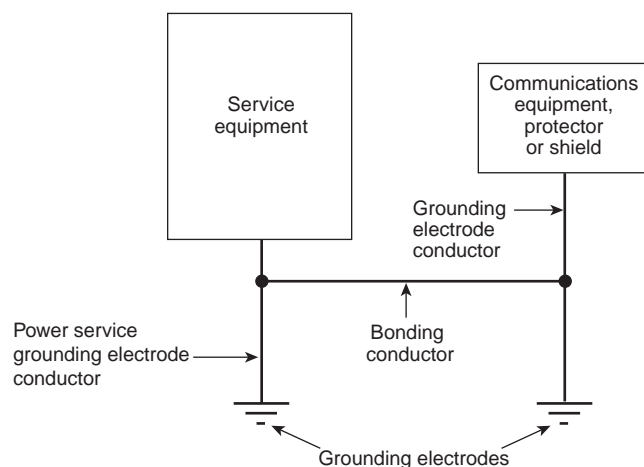 Service
equipment
Communications
equipment,
protector
or shield
Grounding
electrode
conductor
Power service
grounding electrode
conductor
Bonding
conductor
Grounding electrodes